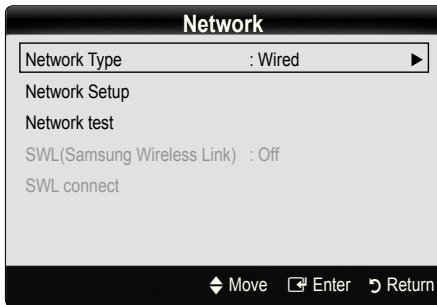 Network
Network Type : Wired ▶
Network Setup
Network test
SWL(Samsung Wireless Link) : Off
SWL connect
Move Enter Return